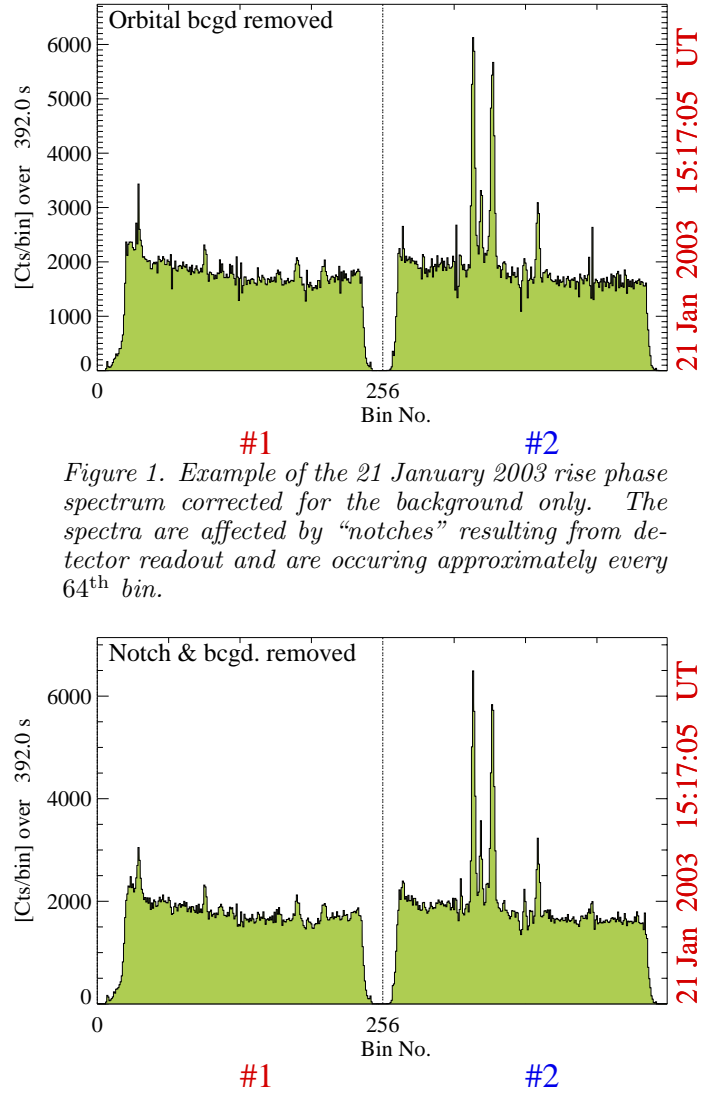 Orbital bcgd removed
6000
5000
4000
3000
2000
1000
0
[Cts/bin] over 392.0 s
0
256
Bin No.
#1
#2
21 Jan 2003 15:17:05 UT
Figure 1. Example of the 21 January 2003 rise phase
spectrum corrected for the background only. The
spectra are affected by “notches” resulting from de-
tector readout and are occuring approximately every
64th bin.
Notch & bcgd. removed
6000
4000
2000
0
[Cts/bin] over 392.0 s
0
256
Bin No.
#1
#2
21 Jan 2003 15:17:05 UT